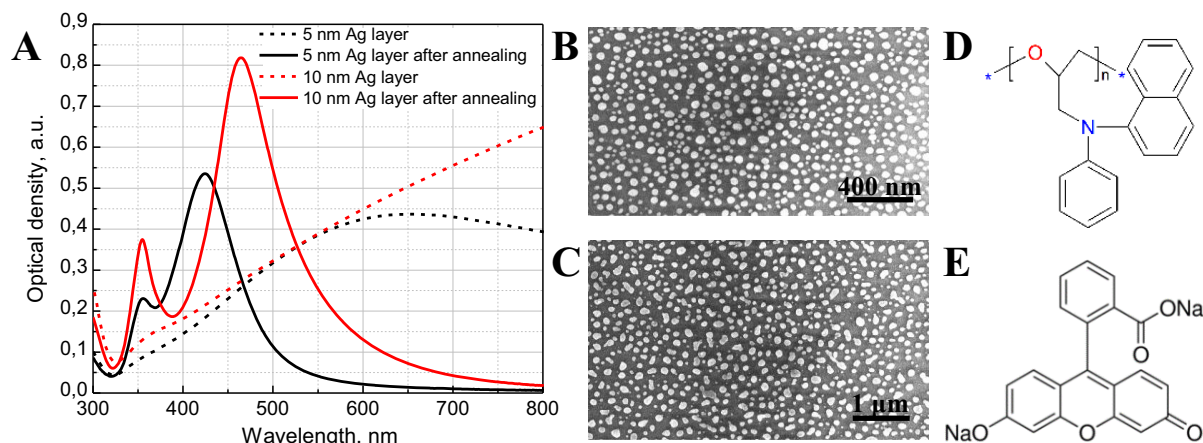 A
0,9
0,8
0,7
0,6
0,5
0,4
0,3
0,2
0,1
0,0
Optical density, a.u.
5 nm Ag layer
5 nm Ag layer after annealing
10 nm Ag layer
10 nm Ag layer after annealing
300 400 500 600 700 800
Wavelength, nm
B
400 nm
C
1 µm
D
* O n *
N
E
ONa
O
NaO O O